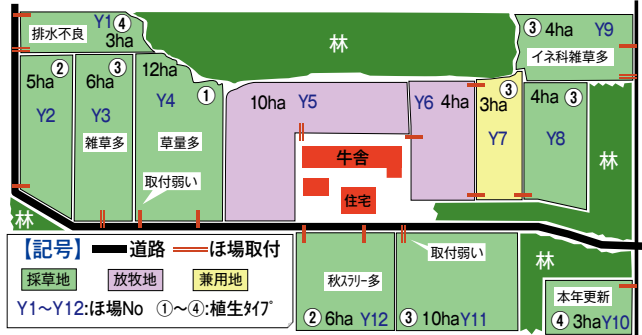 Y1 ④
排水不良
3ha
林
③ 4ha Y9
イネ科雑草多
5ha ②
Y2
6ha ③
Y3
雑草多
12ha
Y4 ①
草量多
取付弱い
10ha Y5
Y6 4ha
③
3ha
Y7
4ha ③
Y8
林
牛舎
住宅
林
【記号】 道路 ほ場取付
採草地 放牧地 兼用地
Y1~Y12:ほ場No ①~④:植生タイプ
秋スラリー多
② 6ha Y12
取付弱い
③ 10haY11
林
本年更新
④ 3haY10